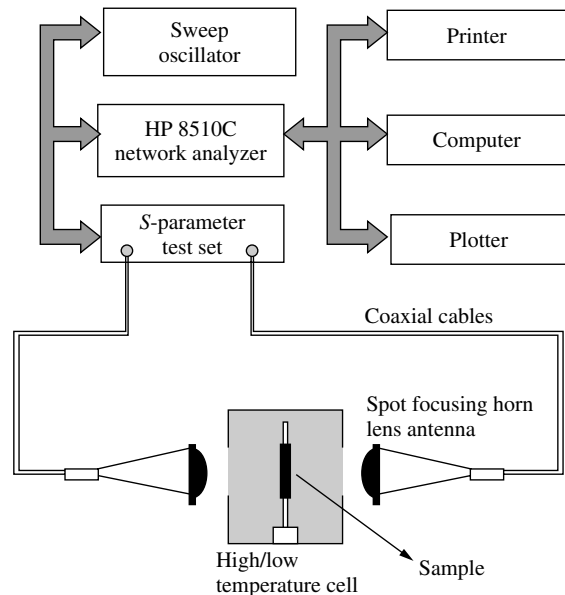 Sweep
oscillator
HP 8510C
network analyzer
S-parameter
test set
Printer
Computer
Plotter
Coaxial cables
Spot focusing horn
lens antenna
High/low
temperature cell
Sample